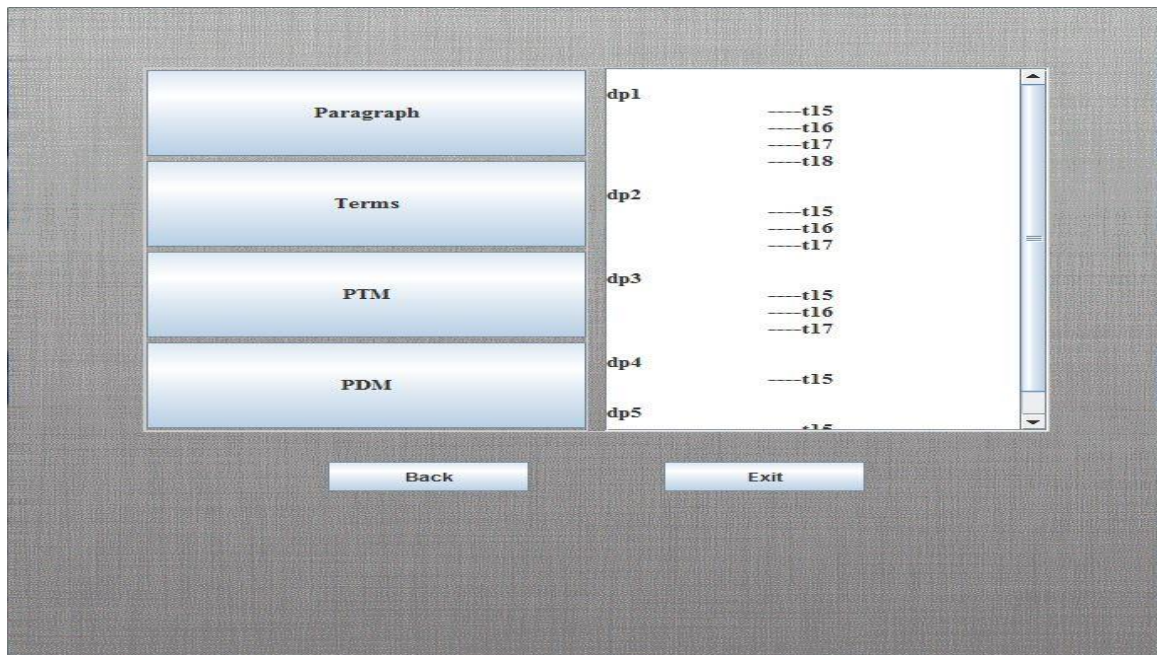 Paragraph
Terms
PTM
PDM
dp1
----t15
----t16
----t17
----t18
dp2
----t15
----t16
----t17
dp3
----t15
----t16
----t17
dp4
----t15
dp5
Back
Exit